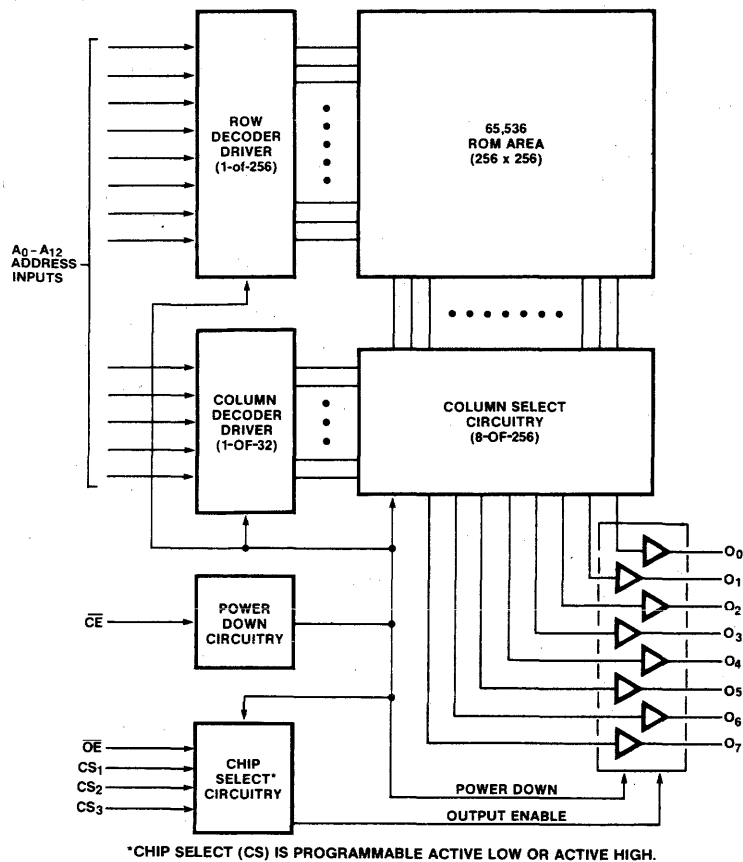 ROW
DECODER
DRIVER
(1-of-256)
65,536
ROM AREA
(256 x 256)
A0 – A12
ADDRESS
INPUTS
COLUMN
DECODER
DRIVER
(1-OF-32)
COLUMN SELECT
CIRCUITRY
(8-OF-256)
O0
O1
O2
O3
O4
O5
O6
O7
CE
POWER
DOWN
CIRCUITRY
OE
CS1
CS2
CS3
CHIP
SELECT*
CIRCUITRY
POWER DOWN
OUTPUT ENABLE
*CHIP SELECT (CS) IS PROGRAMMABLE ACTIVE LOW OR ACTIVE HIGH.